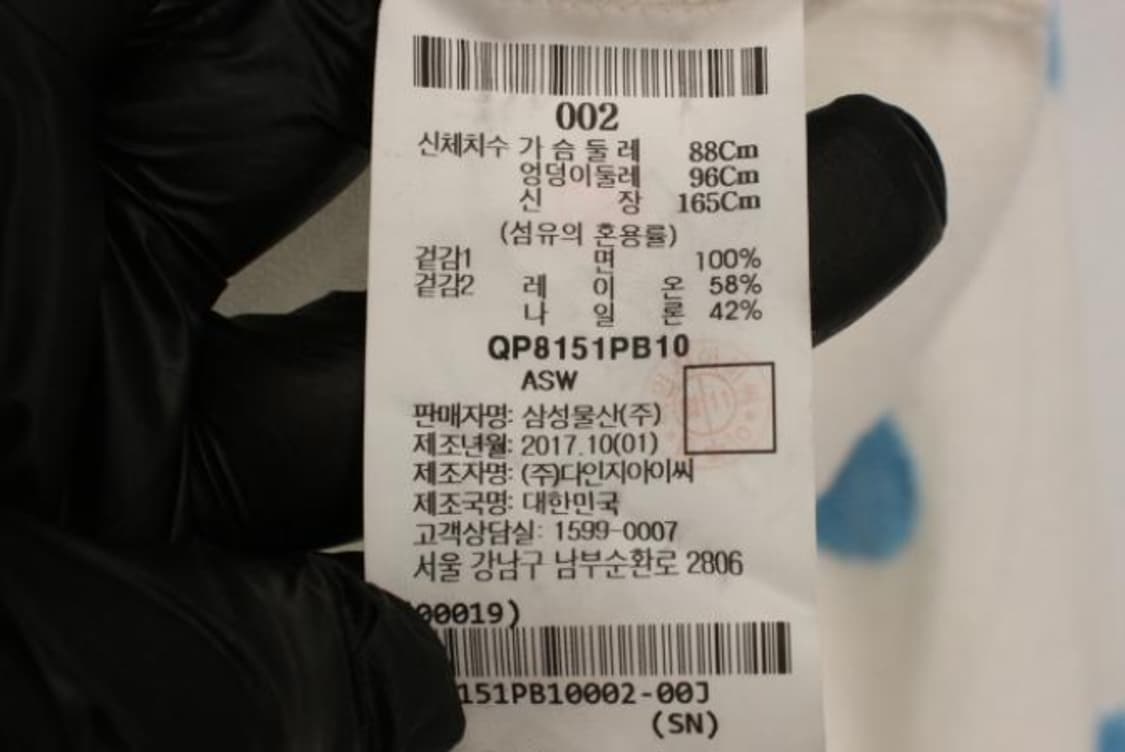 002
신체치수 가 슴 둘 레 88Cm
엉덩이둘레 96Cm
신 장 165Cm
(섬유의 혼용률)
겉감1 면 100%
겉감2 레 이 온 58%
나 일 론 42%
QP8151PB10
ASW
판매자명: 삼성물산(주)
제조년월: 2017.10(01)
제조자명: (주)다인지아이씨
제조국명: 대한민국
고객상담실: 1599-0007
서울 강남구 남부순환로 2806
00019)
151PB10002-00J
(SN)